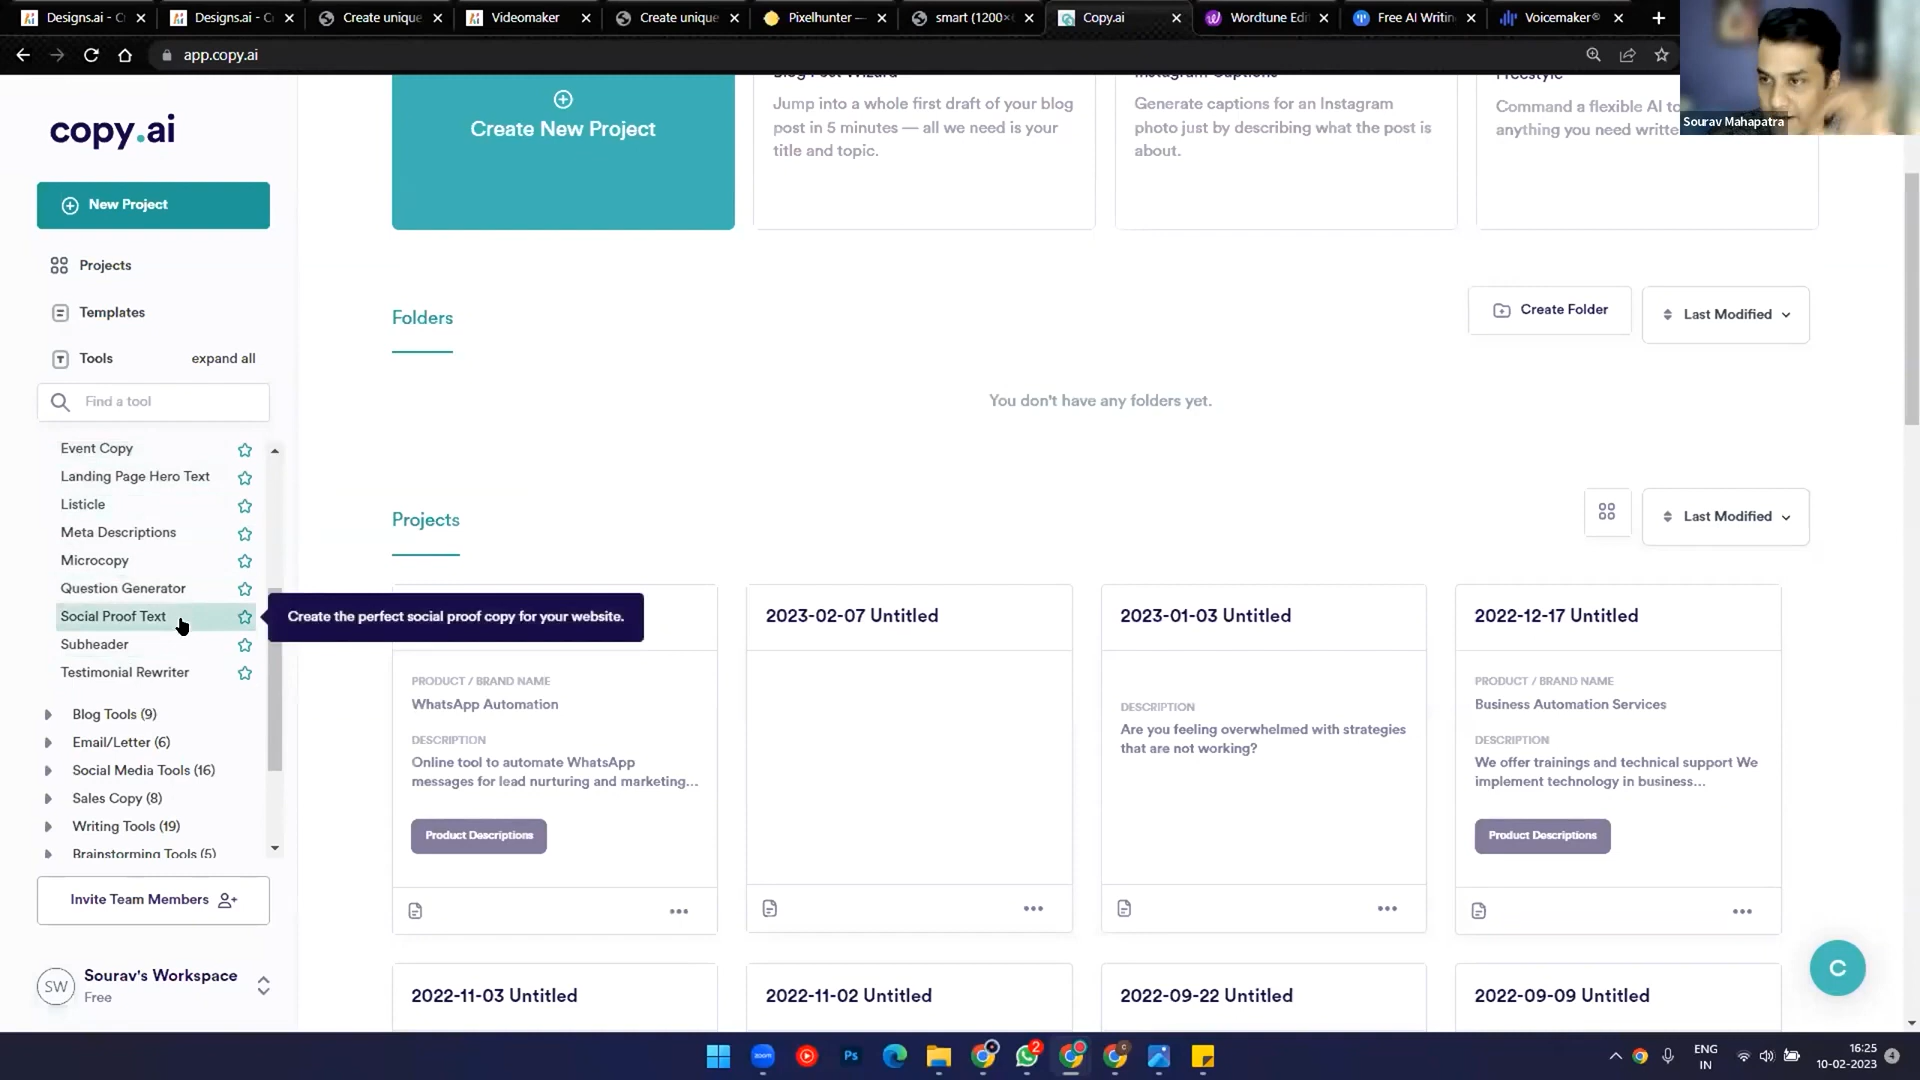 Designs.ai - C
Designs.ai - C
Create unique
Videomaker
Create unique
Pixelhunter —
smart (1200×
Copy.ai
Wordtune Edi
Free AI Writin
Voicemaker®
app.copy.ai
Sourav Mahapatra
copy.ai
New Project
Projects
Templates
Tools
expand all
Find a tool
Event Copy
Landing Page Hero Text
Listicle
Meta Descriptions
Microcopy
Question Generator
Social Proof Text
Subheader
Testimonial Rewriter
Blog Tools (9)
Email/Letter (6)
Social Media Tools (16)
Sales Copy (8)
Writing Tools (19)
Brainstorming Tools (5)
Invite Team Members
SW
Sourav's Workspace
Free
Create New Project
Blog Post Wizard
Jump into a whole first draft of your blog
post in 5 minutes — all we need is your
title and topic.
Instagram Captions
Generate captions for an Instagram
photo just by describing what the post is
about.
Freestyle
Command a flexible AI to
anything you need writte
Folders
Create Folder
Last Modified
You don't have any folders yet.
Projects
Last Modified
Create the perfect social proof copy for your website.
PRODUCT / BRAND NAME
WhatsApp Automation
DESCRIPTION
Online tool to automate WhatsApp
messages for lead nurturing and marketing...
Product Descriptions
2023-02-07 Untitled
2023-01-03 Untitled
DESCRIPTION
Are you feeling overwhelmed with strategies
that are not working?
2022-12-17 Untitled
PRODUCT / BRAND NAME
Business Automation Services
DESCRIPTION
We offer trainings and technical support We
implement technology in business...
Product Descriptions
2022-11-03 Untitled
2022-11-02 Untitled
2022-09-22 Untitled
2022-09-09 Untitled
C
zoom
Ps
2
ENG
IN
16:25
10-02-2023
4